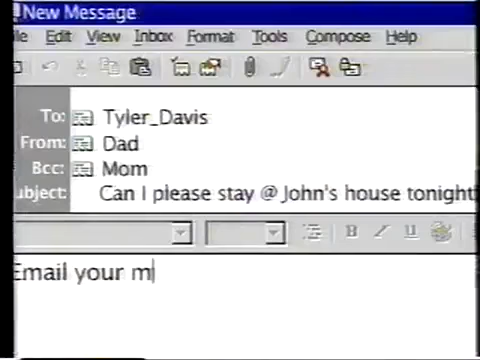 New Message
Edit View Inbox Format Tools Compose Help
To: Tyler_Davis
From: Dad
Bcc: Mom
ubject: Can I please stay @ John's house tonight
B I U
Email your m